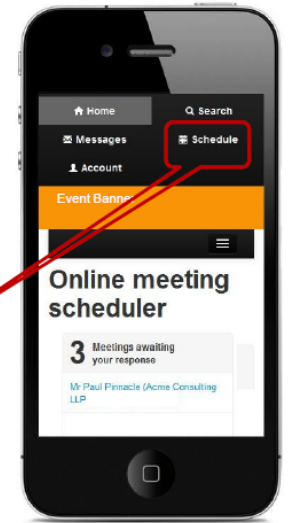 Home Search
Messages Schedule
Account
Event Banner
Online meeting
scheduler
3 Meetings awaiting
your response
Mr Paul Pinnacle (Acme Consulting
LLP